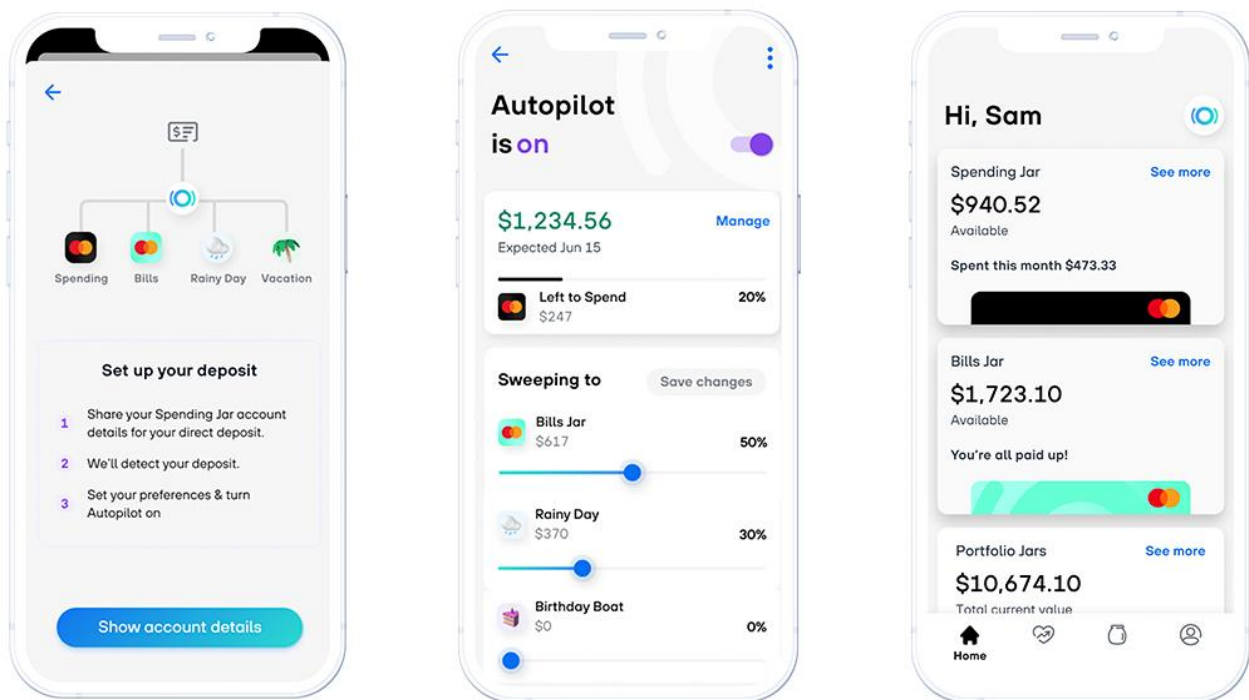 Spending
Bills
Rainy Day
Vacation
Set up your deposit
1 Share your Spending Jar account
details for your direct deposit.
2 We'll detect your deposit.
3 Set your preferences & turn
Autopilot on
Show account details
Autopilot
is on
$1,234.56
Manage
Expected Jun 15
Left to Spend
20%
$247
Sweeping to
Save changes
Bills Jar
$617
50%
Rainy Day
$370
30%
Birthday Boat
$0
0%
Hi, Sam
Spending Jar
See more
$940.52
Available
Spent this month $473.33
Bills Jar
See more
$1,723.10
Available
You're all paid up!
Portfolio Jars
See more
$10,674.10
Total current value
Home